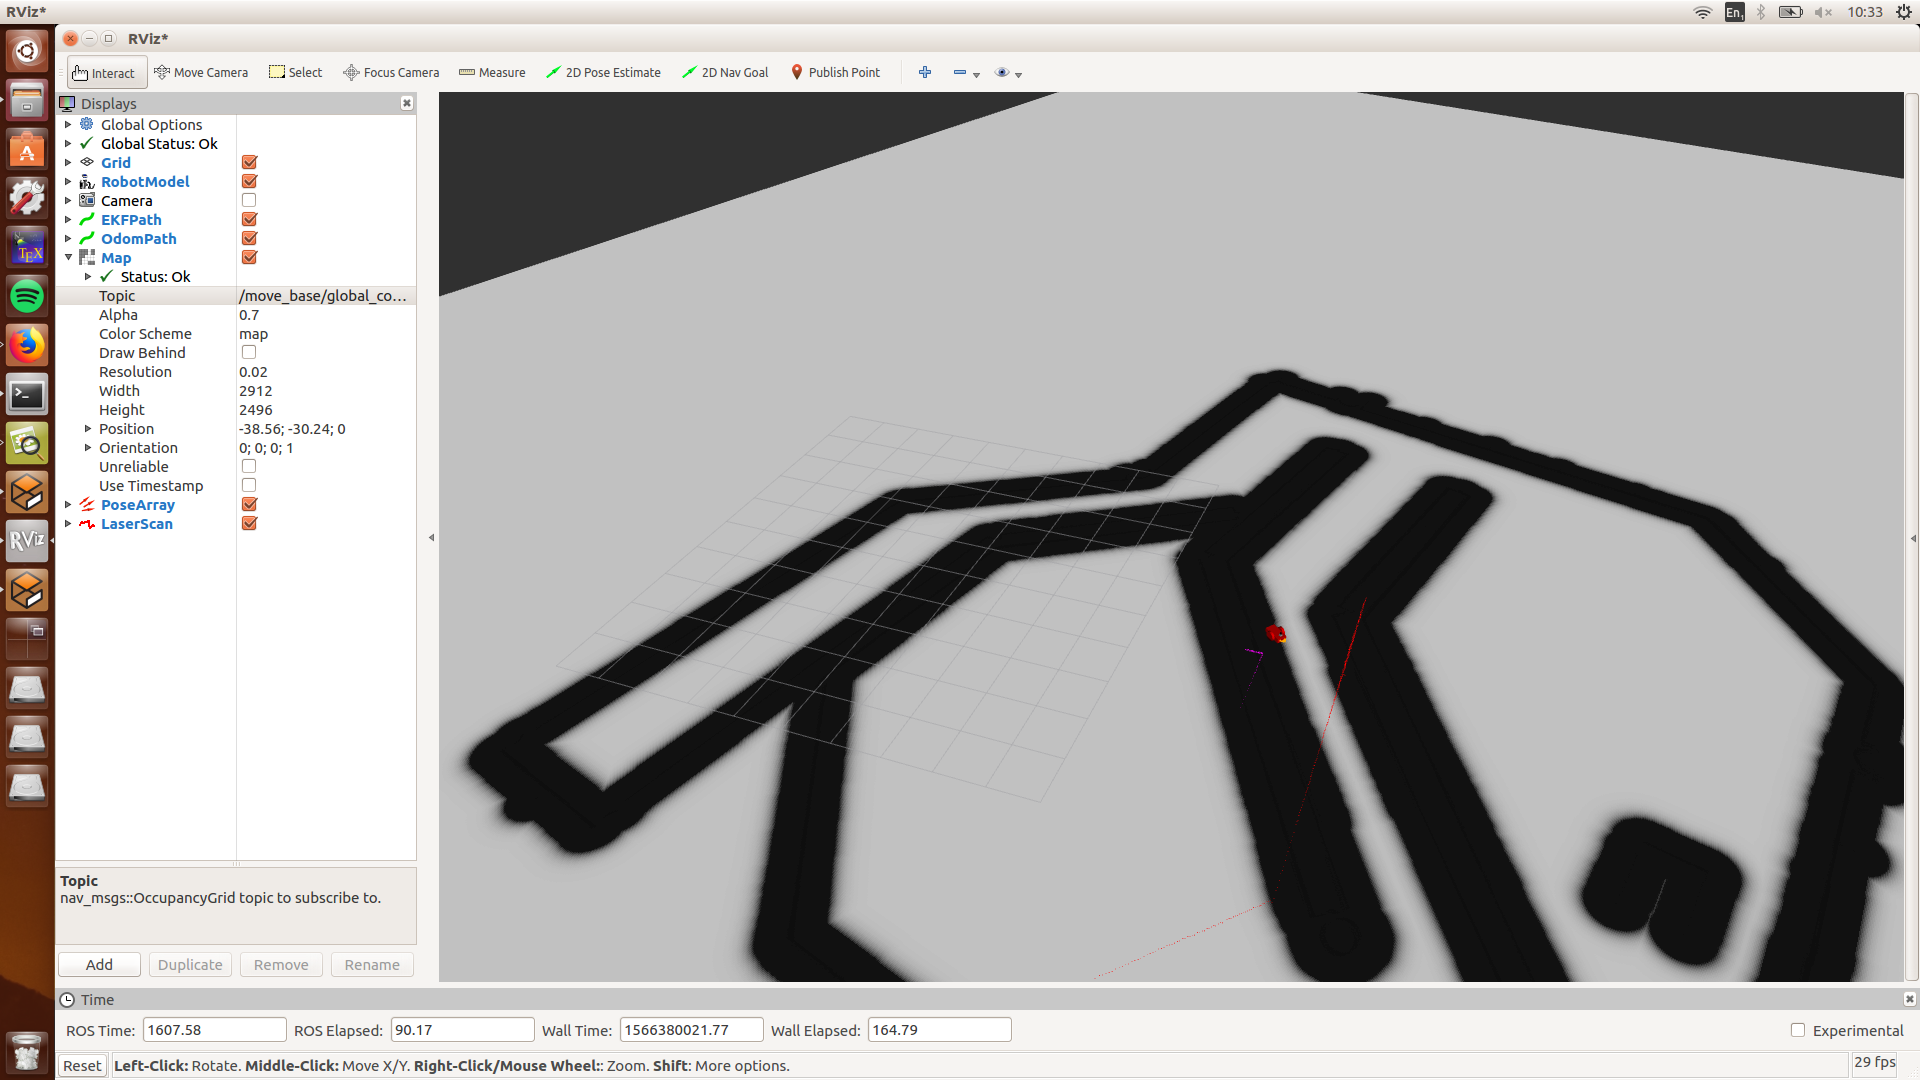 RViz*
En1
10:33
RViz*
Interact
Move Camera
Select
Focus Camera
Measure
2D Pose Estimate
2D Nav Goal
Publish Point
Displays
Global Options
Global Status: Ok
Grid
RobotModel
Camera
EKFPath
OdomPath
Map
Status: Ok
Topic /move_base/global_co...
Alpha 0.7
Color Scheme map
Draw Behind
Resolution 0.02
Width 2912
Height 2496
Position -38.56; -30.24; 0
Orientation 0; 0; 0; 1
Unreliable
Use Timestamp
PoseArray
LaserScan
A
TEX
RViz
Topic
nav_msgs::OccupancyGrid topic to subscribe to.
Add Duplicate Remove Rename
Time
ROS Time: 1607.58 ROS Elapsed: 90.17 Wall Time: 1566380021.77 Wall Elapsed: 164.79 Experimental
Reset Left-Click: Rotate. Middle-Click: Move X/Y. Right-Click/Mouse Wheel:: Zoom. Shift: More options. 29 fps